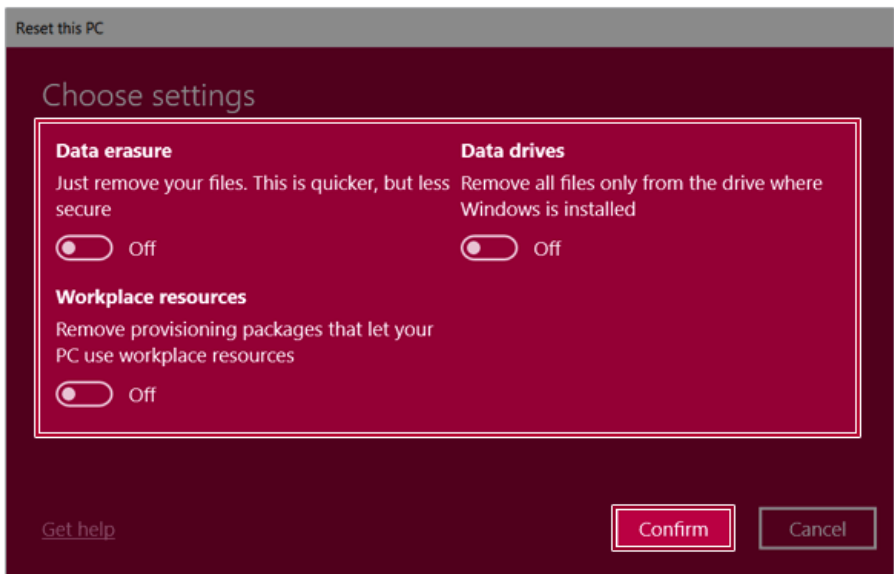 Reset this PC
Choose settings
Data erasure
Just remove your files. This is quicker, but less
secure
Off
Data drives
Remove all files only from the drive where
Windows is installed
Off
Workplace resources
Remove provisioning packages that let your
PC use workplace resources
Off
Get help
Confirm
Cancel